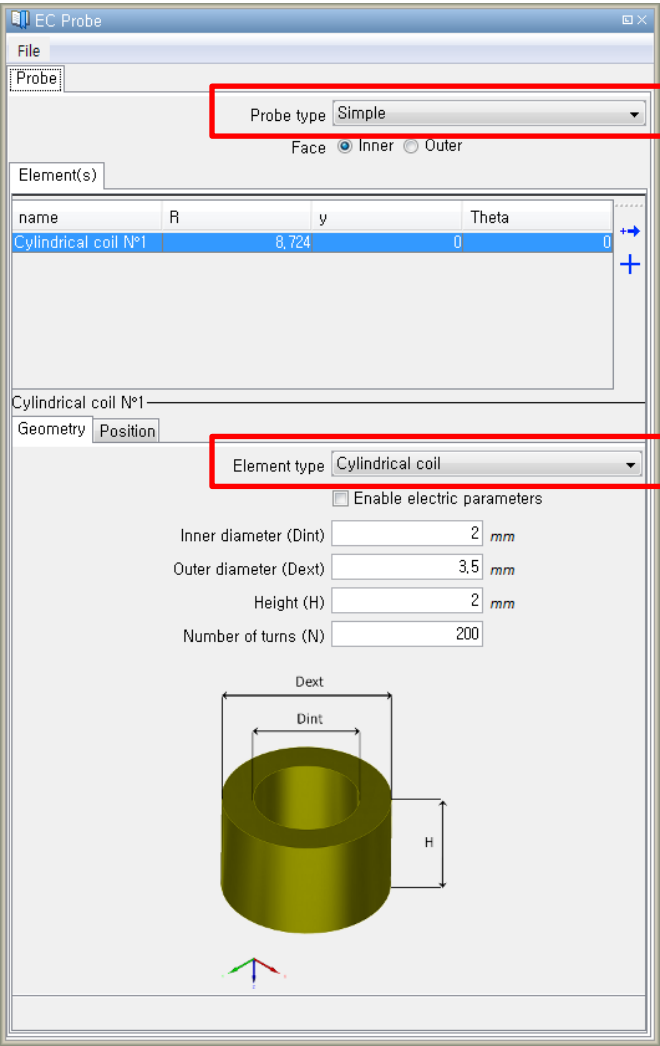 EC Probe
File
Probe
Probe type Simple
Face Inner Outer
Element(s)
name R y Theta
Cylindrical coil Nº1 8,724 0 0
Cylindrical coil Nº1
Geometry Position
Element type Cylindrical coil
Enable electric parameters
Inner diameter (Dint) 2 mm
Outer diameter (Dext) 3,5 mm
Height (H) 2 mm
Number of turns (N) 200
Dext
Dint
H